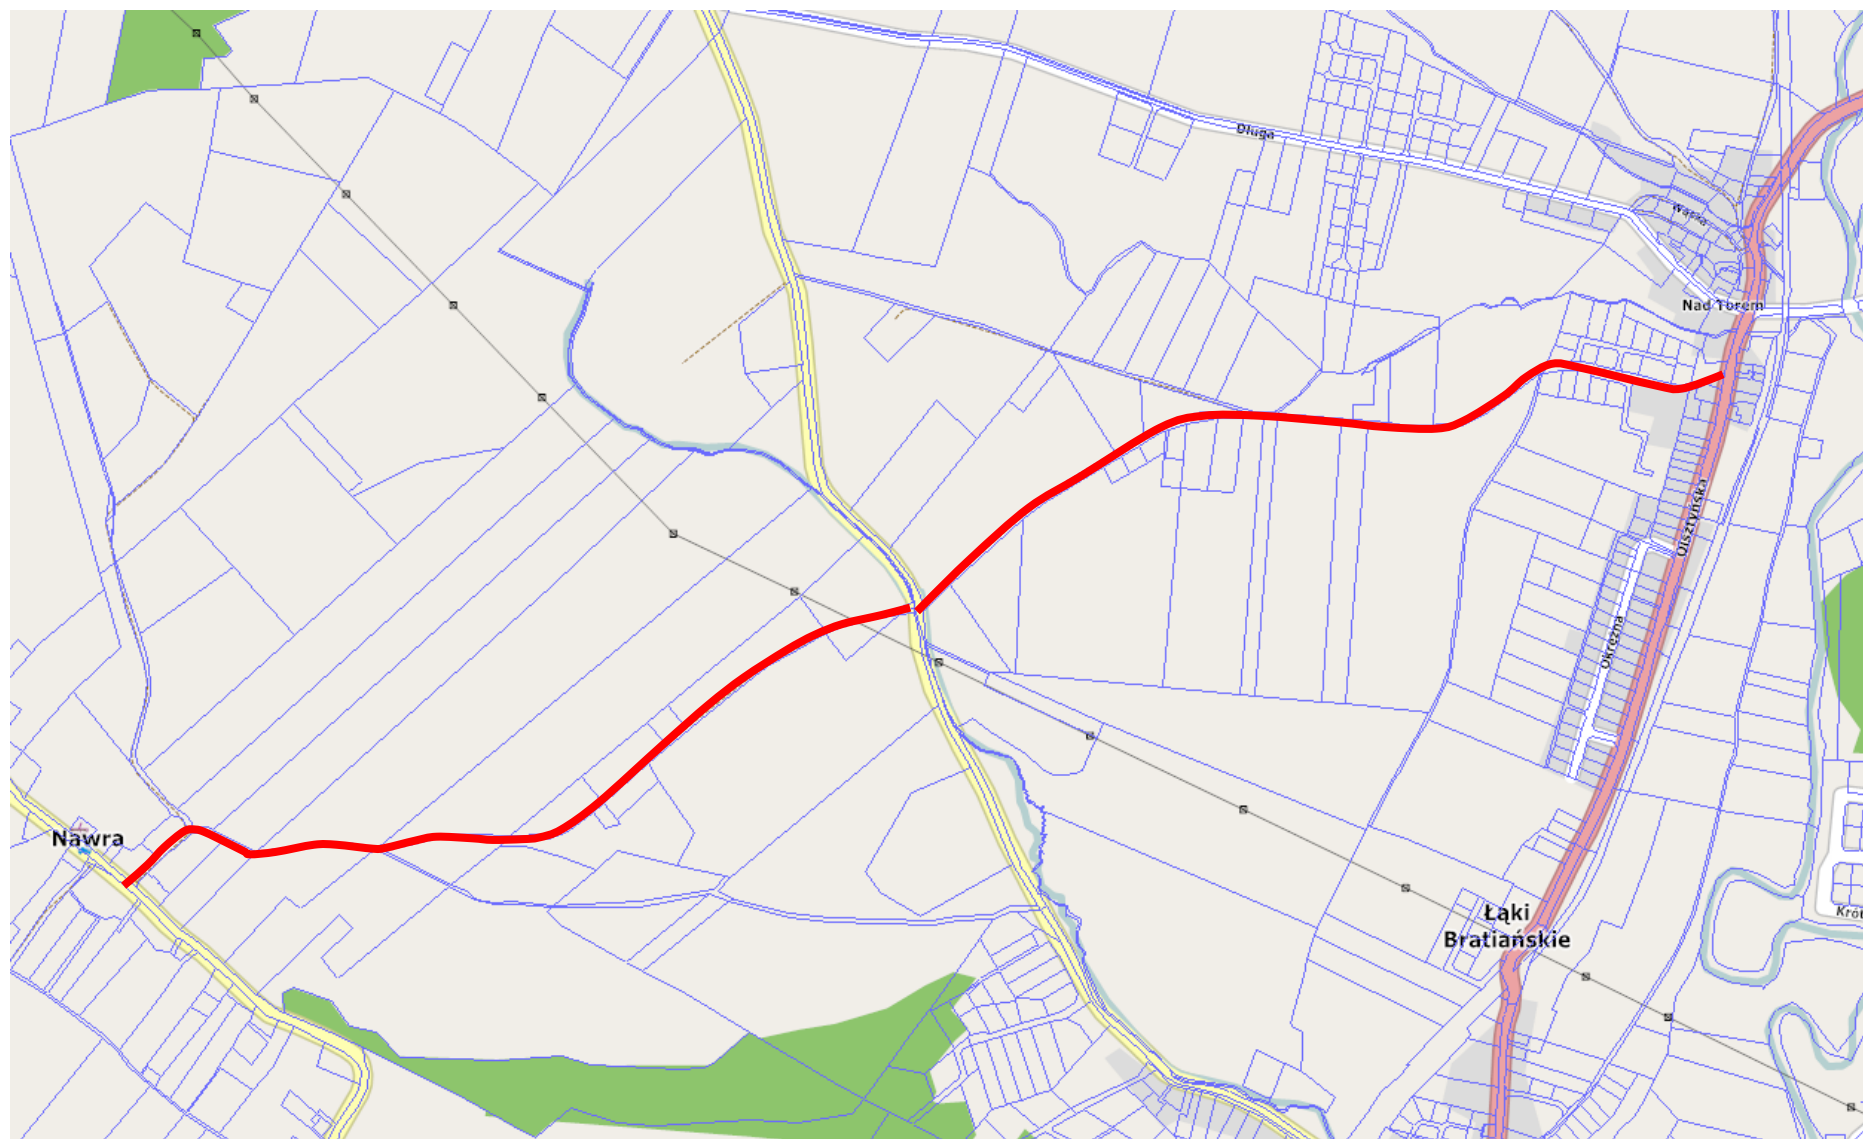 Długa
Wąska
Nad Torem
Olsztyńska
Okrężna
Nawra
Łąki
Bratiańskie